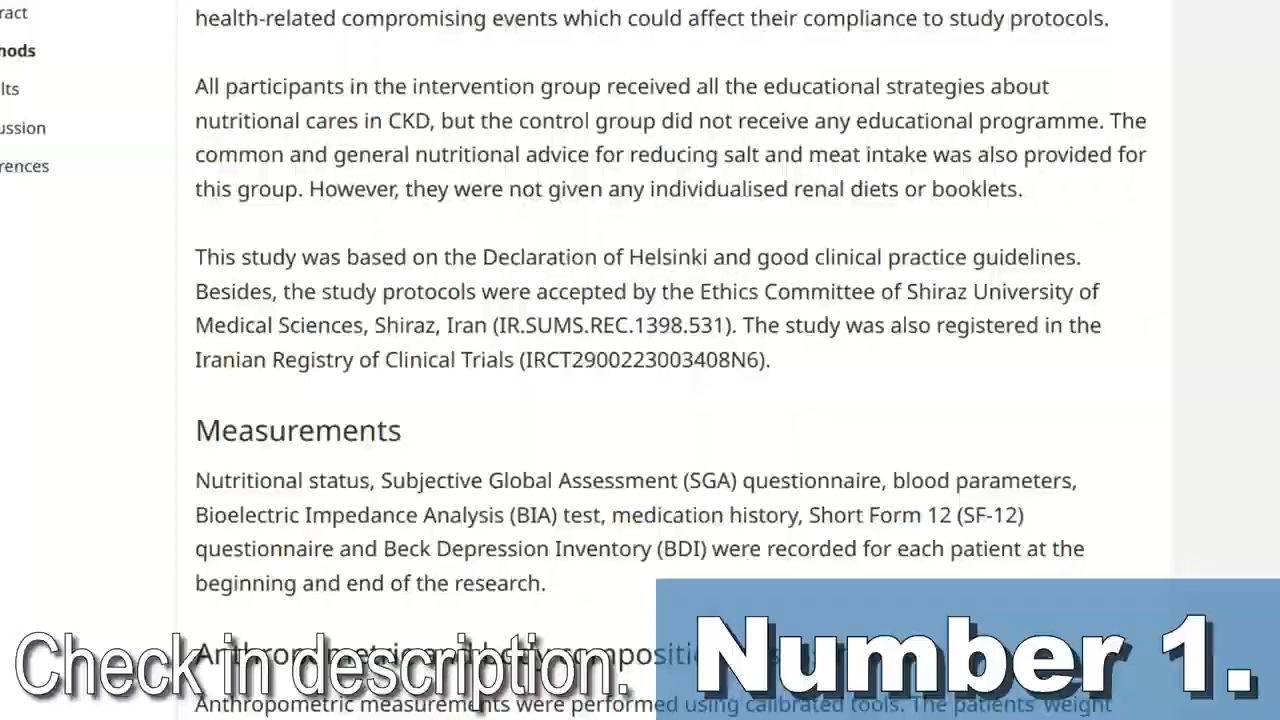 ract
health-related compromising events which could affect their compliance to study protocols.
hods
lts
ussion
rences
All participants in the intervention group received all the educational strategies about
nutritional cares in CKD, but the control group did not receive any educational programme. The
common and general nutritional advice for reducing salt and meat intake was also provided for
this group. However, they were not given any individualised renal diets or booklets.
This study was based on the Declaration of Helsinki and good clinical practice guidelines.
Besides, the study protocols were accepted by the Ethics Committee of Shiraz University of
Medical Sciences, Shiraz, Iran (IR.SUMS.REC.1398.531). The study was also registered in the
Iranian Registry of Clinical Trials (IRCT2900223003408N6).
Measurements
Nutritional status, Subjective Global Assessment (SGA) questionnaire, blood parameters,
Bioelectric Impedance Analysis (BIA) test, medication history, Short Form 12 (SF-12)
questionnaire and Beck Depression Inventory (BDI) were recorded for each patient at the
beginning and end of the research.
Anthropometric and body
Check in description.
Number 1.
Anthropometric measurements were performed using calibrated tools. The patients' weight